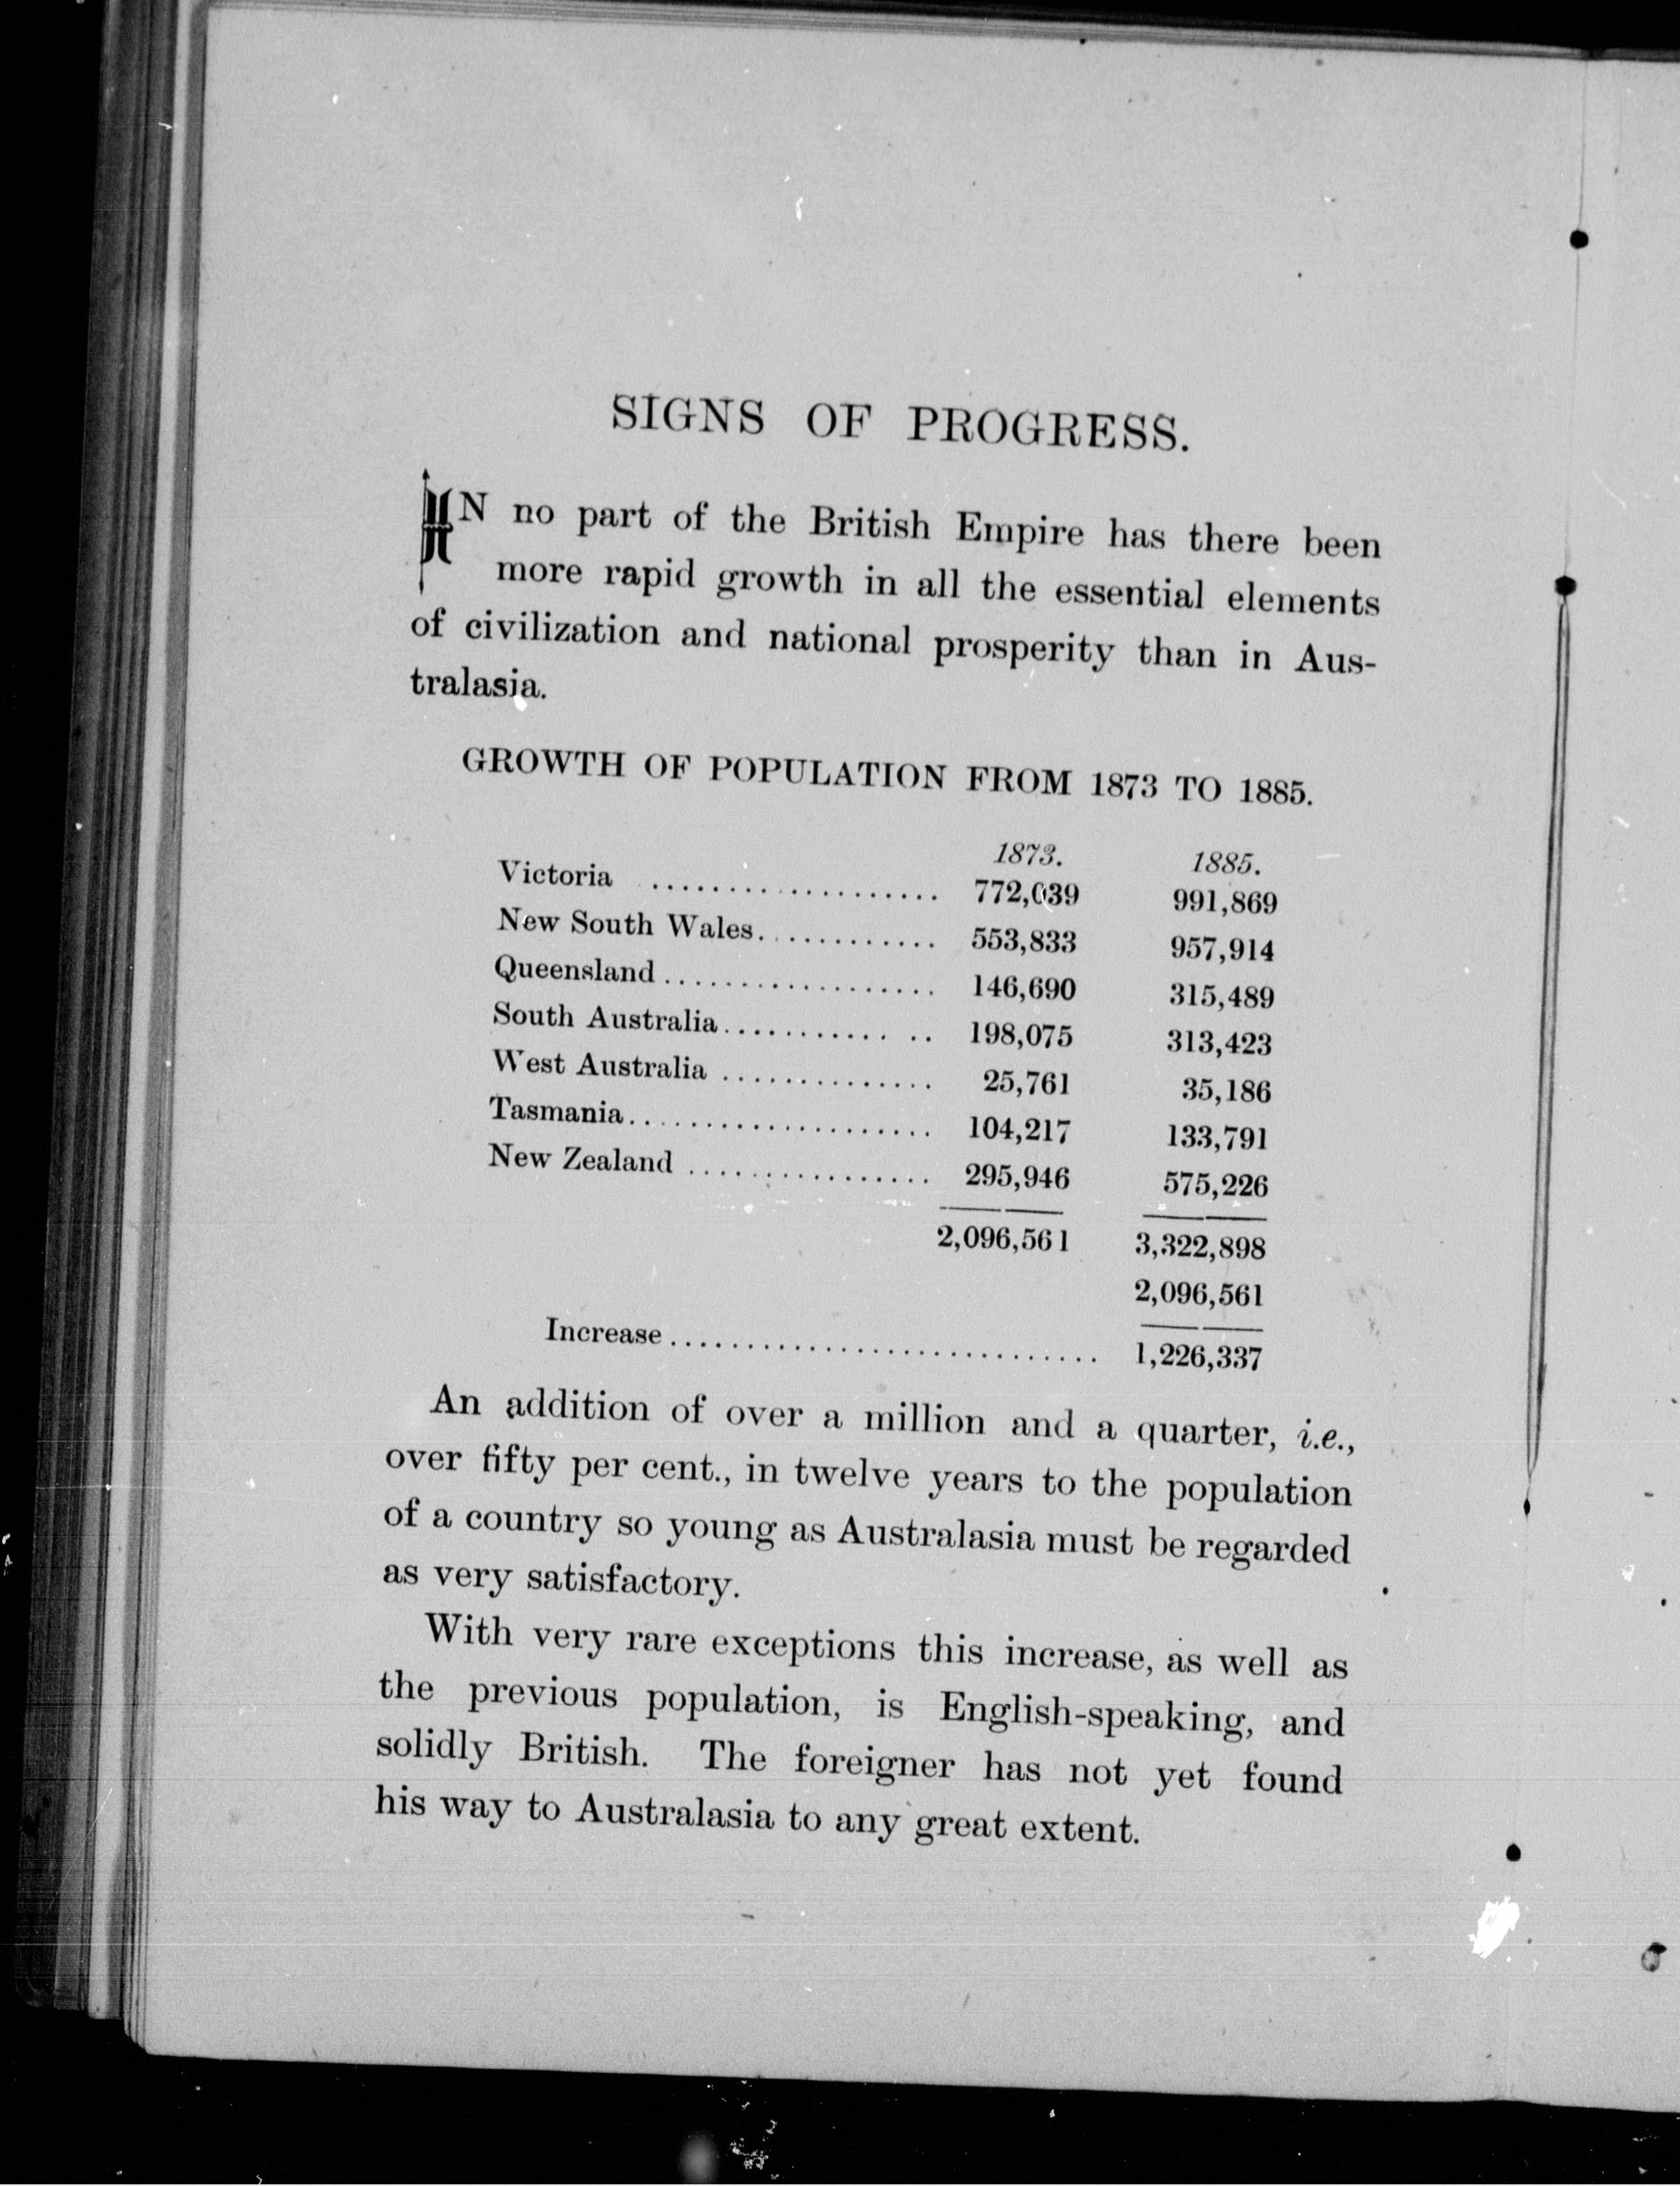 SIGNS OF PROGRESS.
IN no part of the British Empire has there been
more rapid growth in all the essential elements
of civilization and national prosperity than in Aus-
tralasia.
GROWTH OF POPULATION FROM 1873 TO 1885.
1873. 1885.
Victoria ................... 772,039 991,869
New South Wales............ 553,833 957,914
Queensland.................. 146,690 315,489
South Australia........... .. 198,075 313,423
West Australia .............. 25,761 35,186
Tasmania.................... 104,217 133,791
New Zealand ................ 295,946 575,226
2,096,561 3,322,898
2,096,561
Increase............................ 1,226,337
An addition of over a million and a quarter, i.e.,
over fifty per cent., in twelve years to the population
of a country so young as Australasia must be regarded
as very satisfactory.
With very rare exceptions this increase, as well as
the previous population, is English-speaking, and
solidly British. The foreigner has not yet found
his way to Australasia to any great extent.